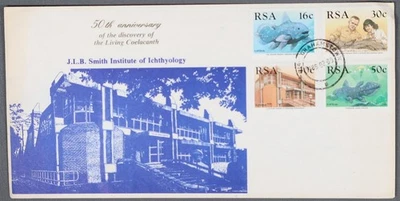 50th anniversary
of the discovery of
the Living Coelacanth
J.L.B. Smith Institute of Ichthyology
RSA 16c
RSA 30c
40c
RSA 50c